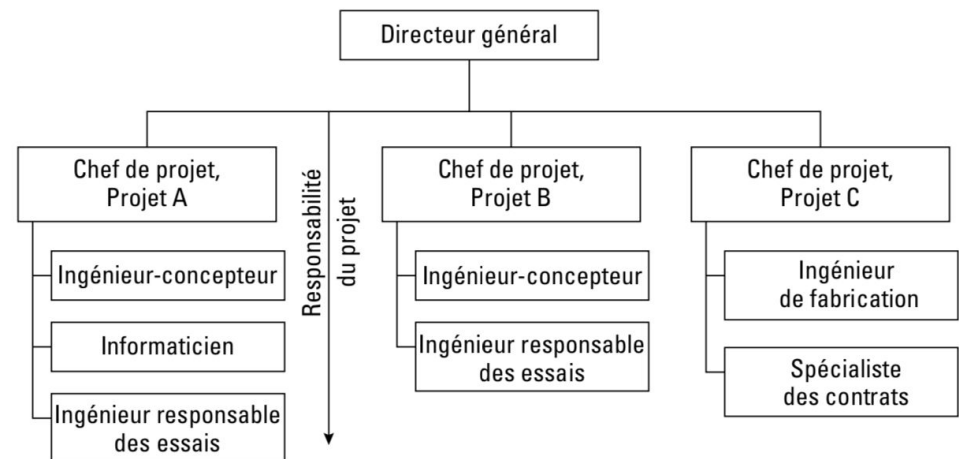 Directeur général
Chef de projet,
Projet A
Ingénieur-concepteur
Informaticien
Ingénieur responsable
des essais
Responsabilité
du projet
Chef de projet,
Projet B
Ingénieur-concepteur
Ingénieur responsable
des essais
Chef de projet,
Projet C
Ingénieur
de fabrication
Spécialiste
des contrats